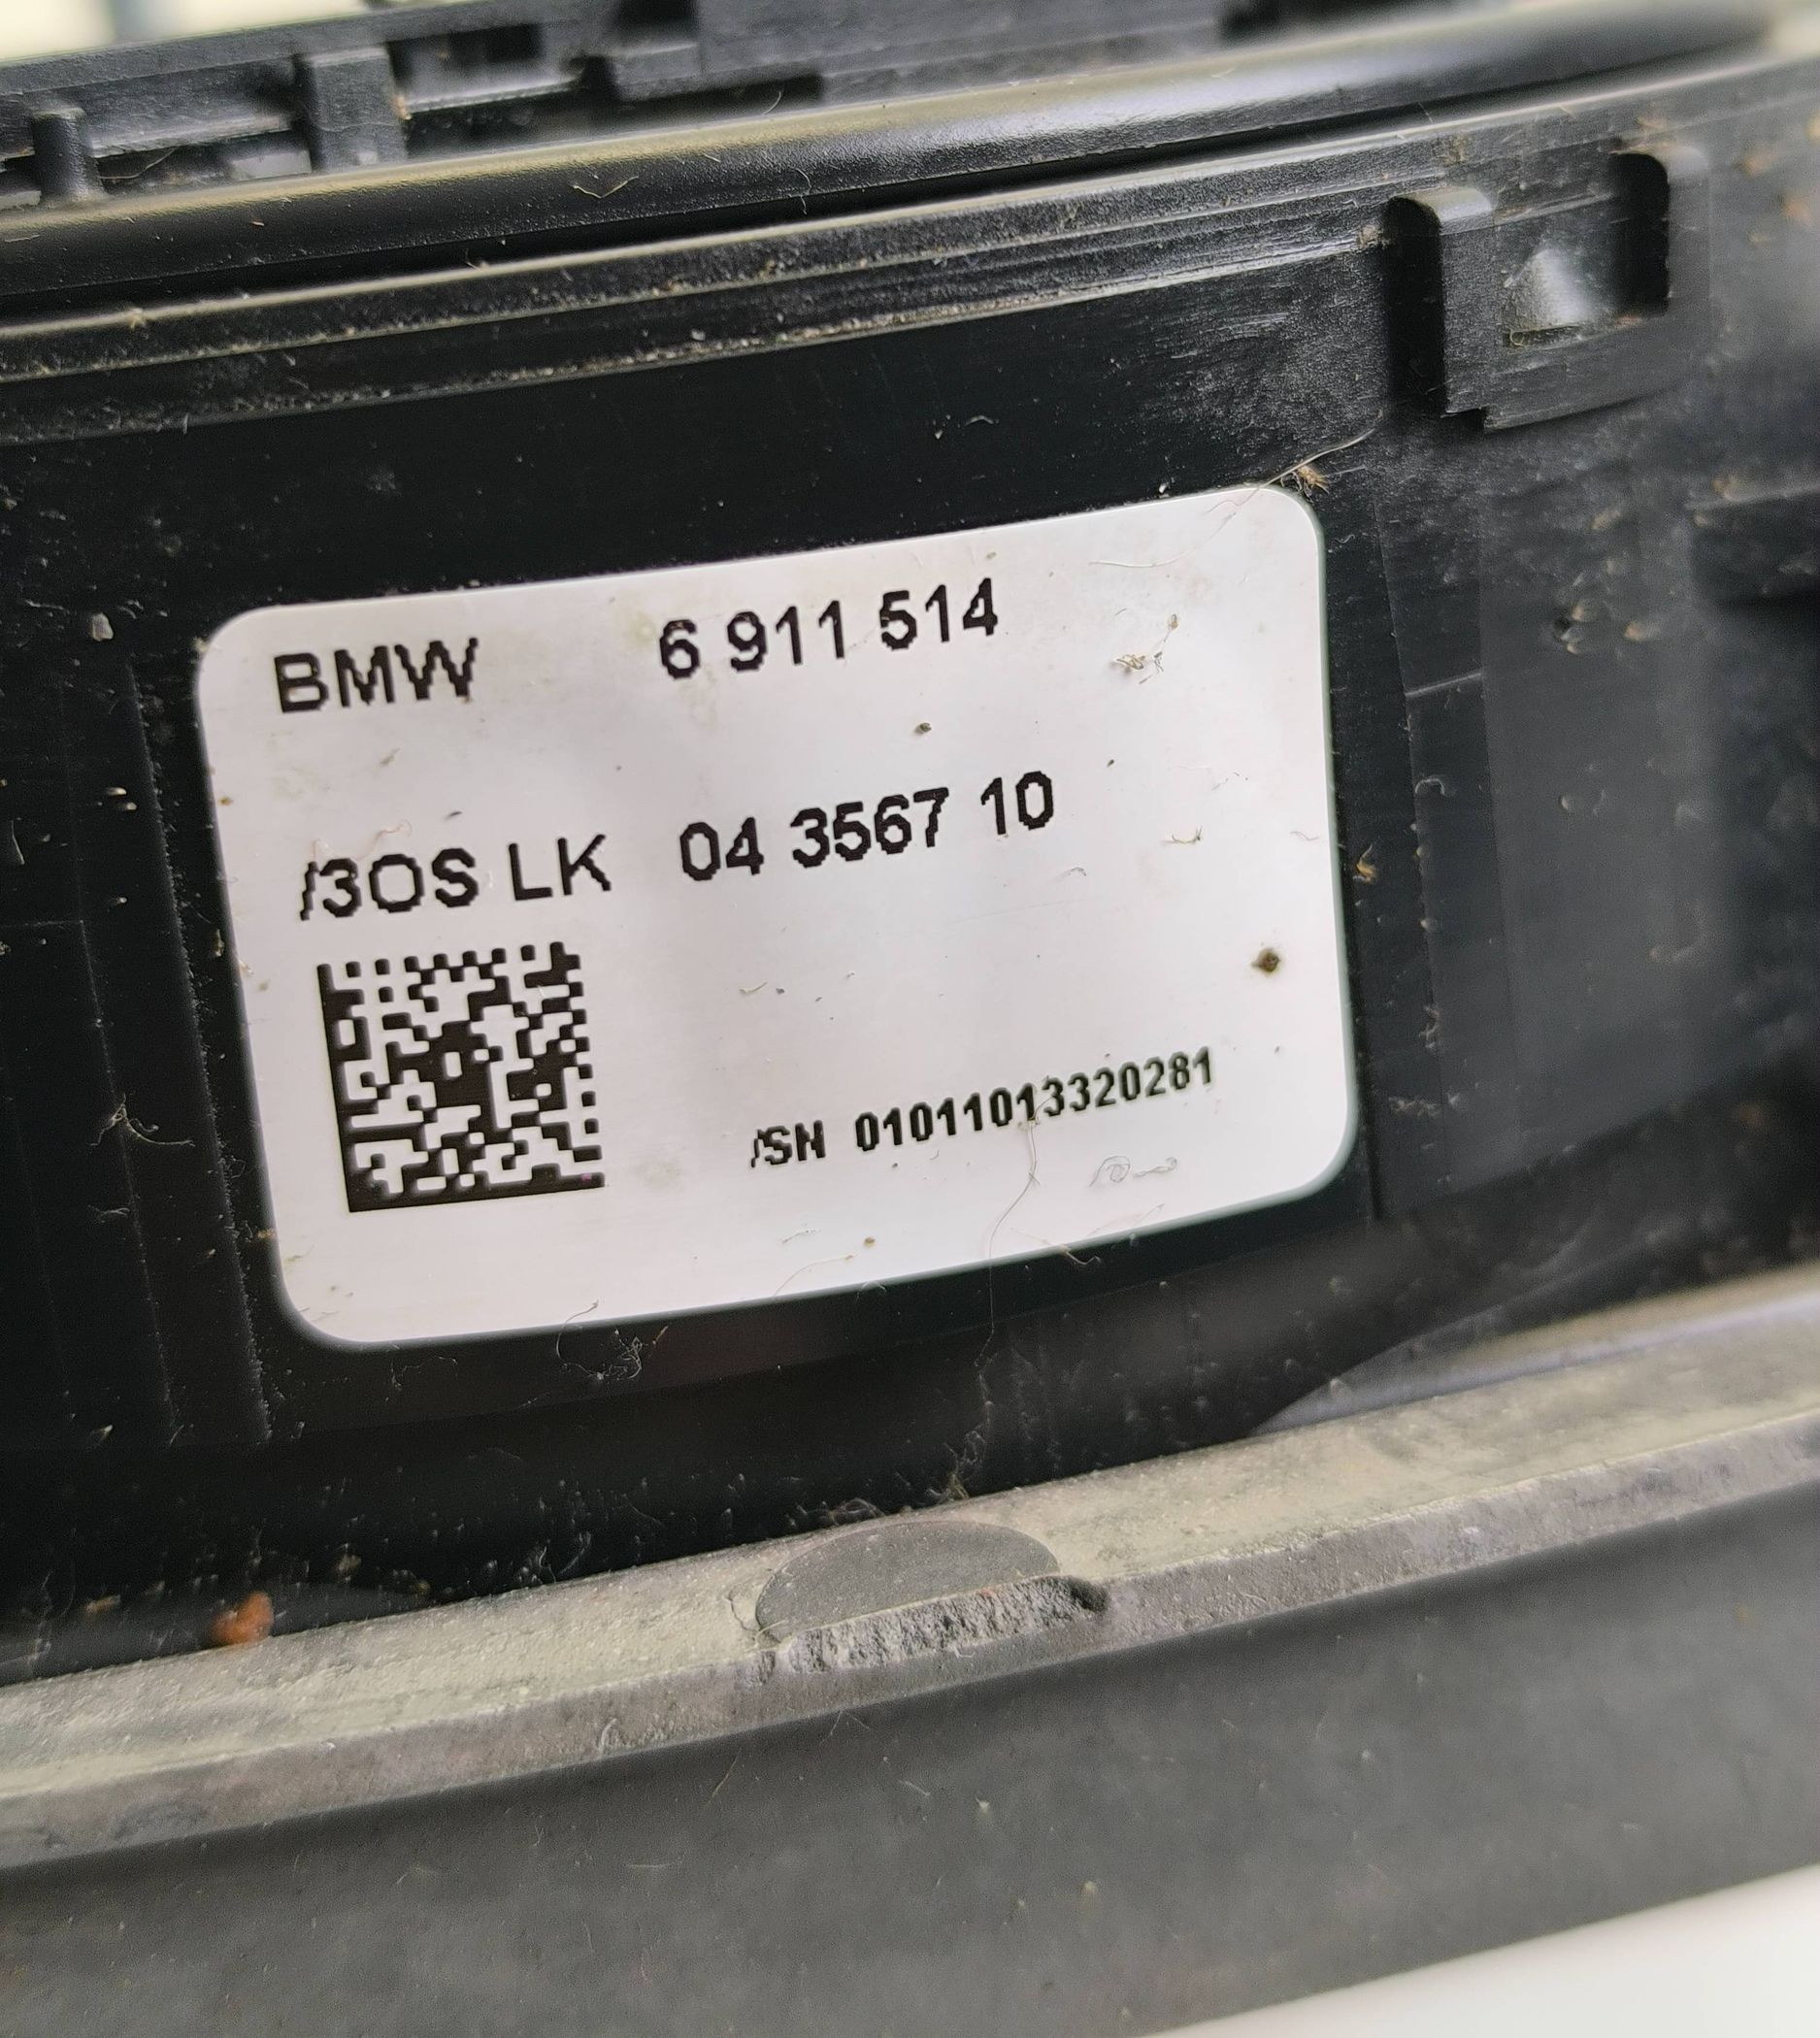 BMW 6 911 514
/3OS LK 04 3567 10
/SN 01011013320281